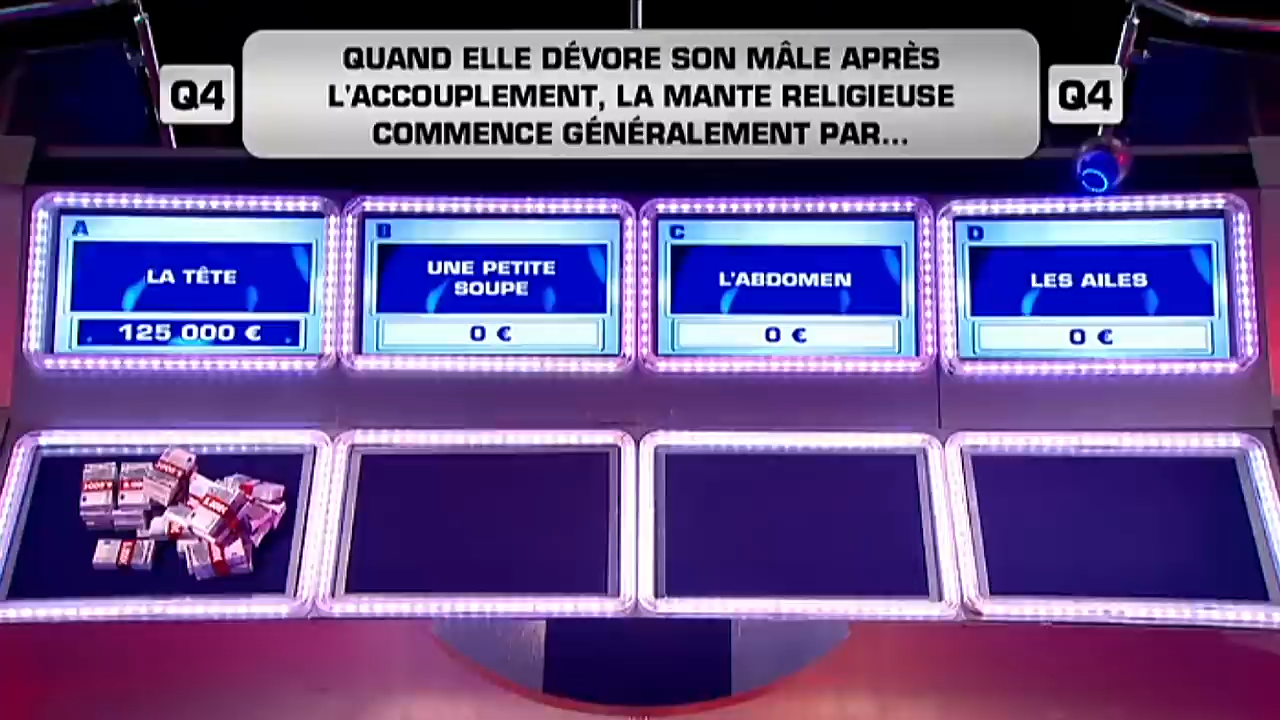 QUAND ELLE DÉVORE SON MÂLE APRÈS
Q4
L'ACCOUPLEMENT, LA MANTE RELIGIEUSE
Q4
COMMENCE GÉNÉRALEMENT PAR...
A
B
C
D
LA TÊTE
UNE PETITE
SOUPE
L'ABDOMEN
LES AILES
125 000 €
0 €
0 €
0 €